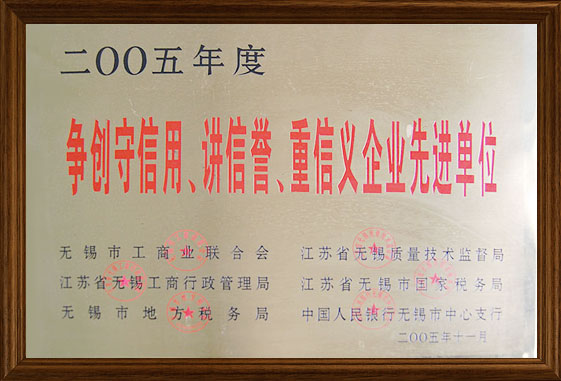 二OO五年度
争创守信用、讲信誉、重信义企业先进单位
无锡市工商业联合会
江苏省无锡质量技术监督局
江苏省无锡工商行政管理局
江苏省无锡市国家税务局
无锡市地方税务局
中国人民银行无锡市中心支行
二〇〇五年十一月